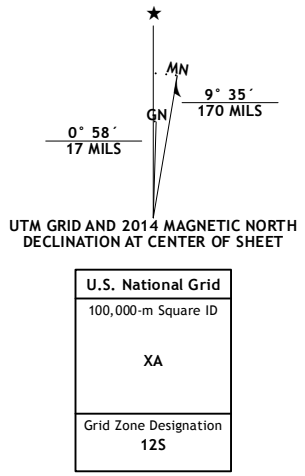 ★
MN
9° 35´
170 MILS
GN
0° 58´
17 MILS
UTM GRID AND 2014 MAGNETIC NORTH
DECLINATION AT CENTER OF SHEET
U.S. National Grid
100,000-m Square ID
XA
Grid Zone Designation
12S